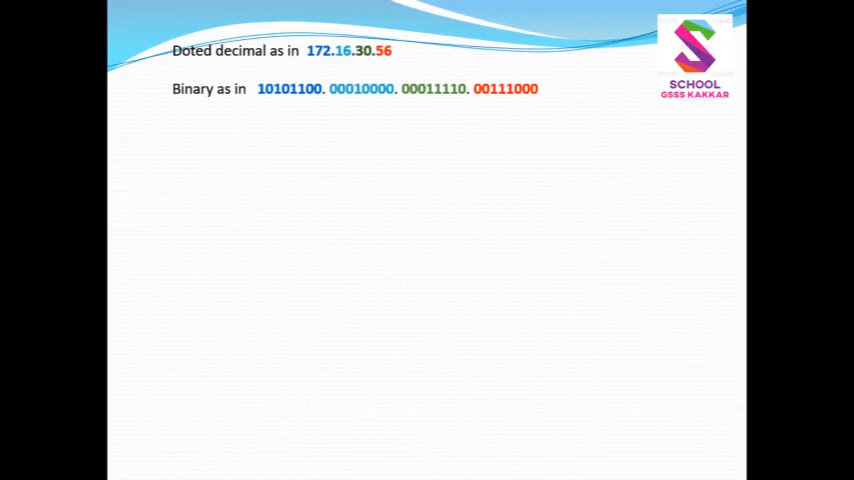 Doted decimal as in 172.16.30.56
Binary as in 10101100. 00010000. 00011110. 00111000
SCHOOL
GSSS KAKKAR